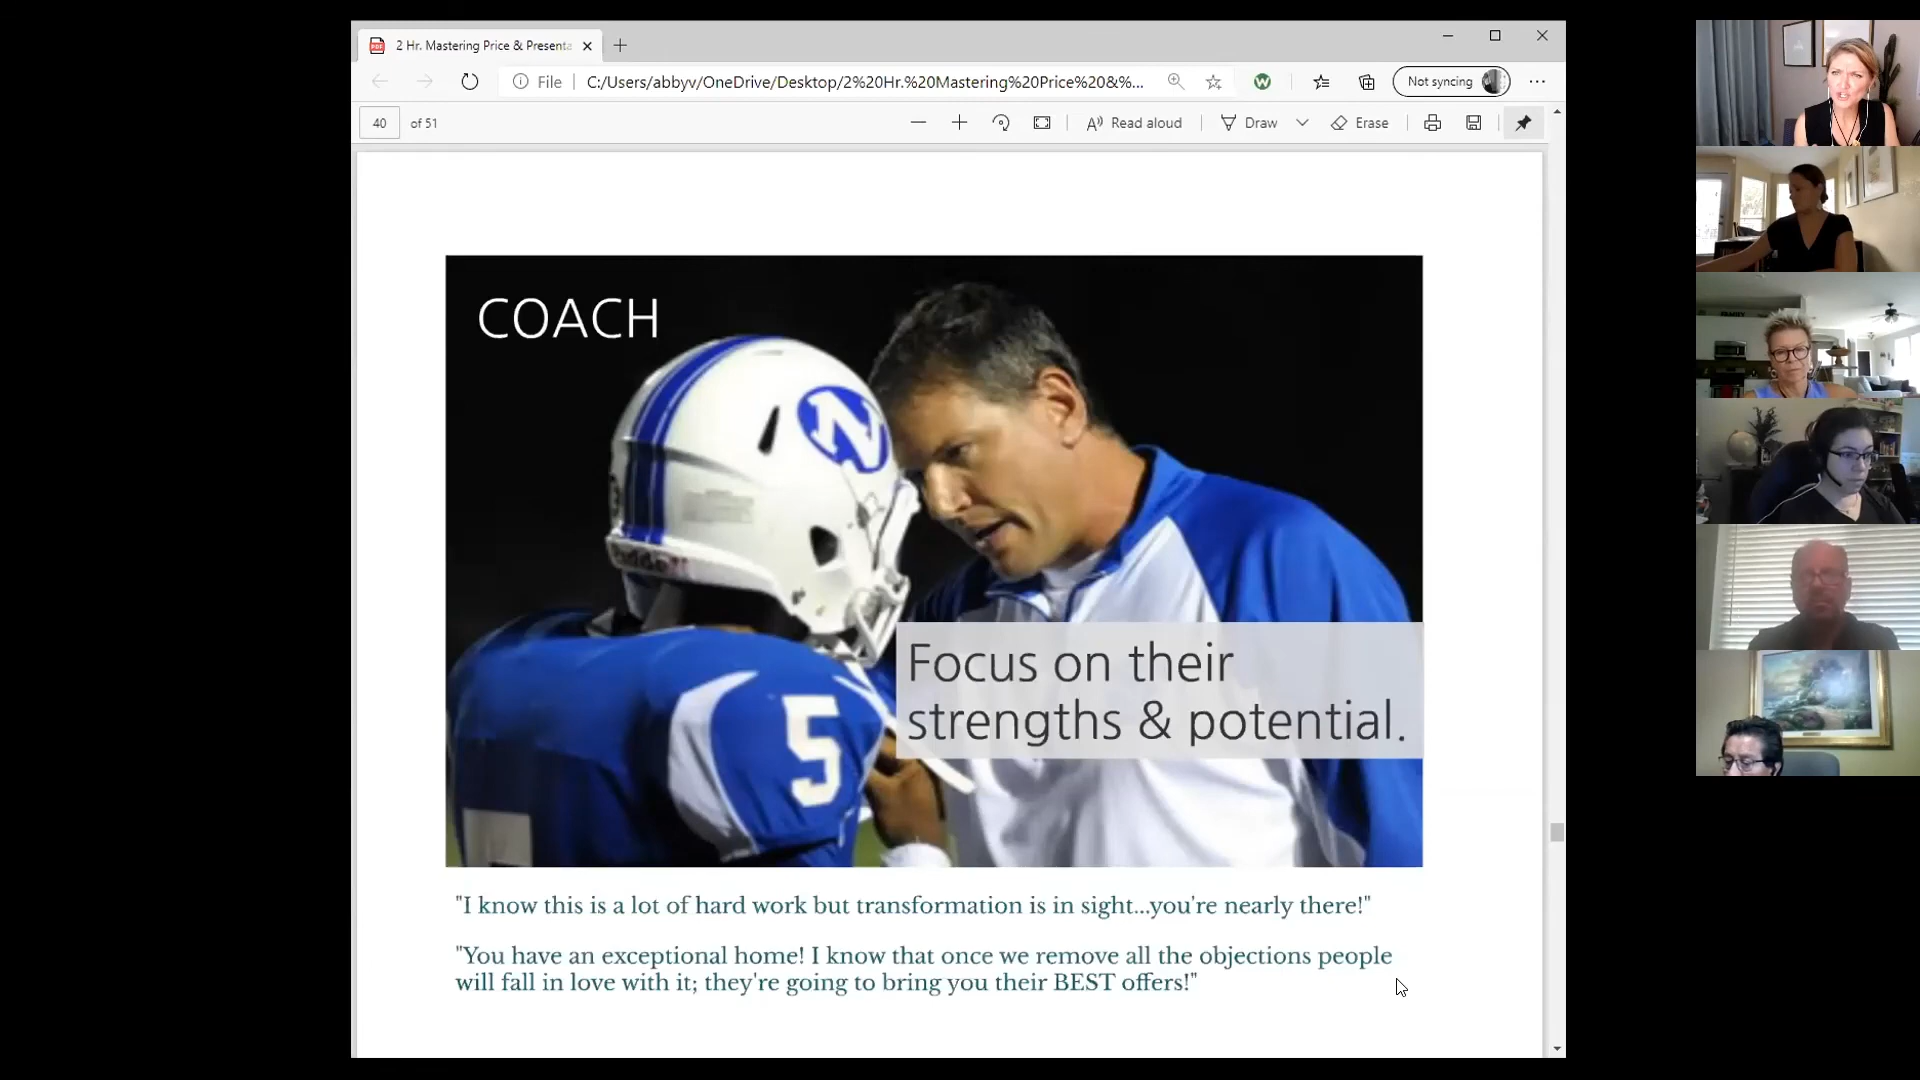 2 Hr. Mastering Price & Presenta
File
C:/Users/abbyv/OneDrive/Desktop/2%20Hr.%20Mastering%20Price%20&%...
Not syncing
40 of 51
Read aloud
Draw
Erase
COACH
N
Focus on their
strengths & potential.
5
"I know this is a lot of hard work but transformation is in sight...you're nearly there!"
"You have an exceptional home! I know that once we remove all the objections people
will fall in love with it; they're going to bring you their BEST offers!"